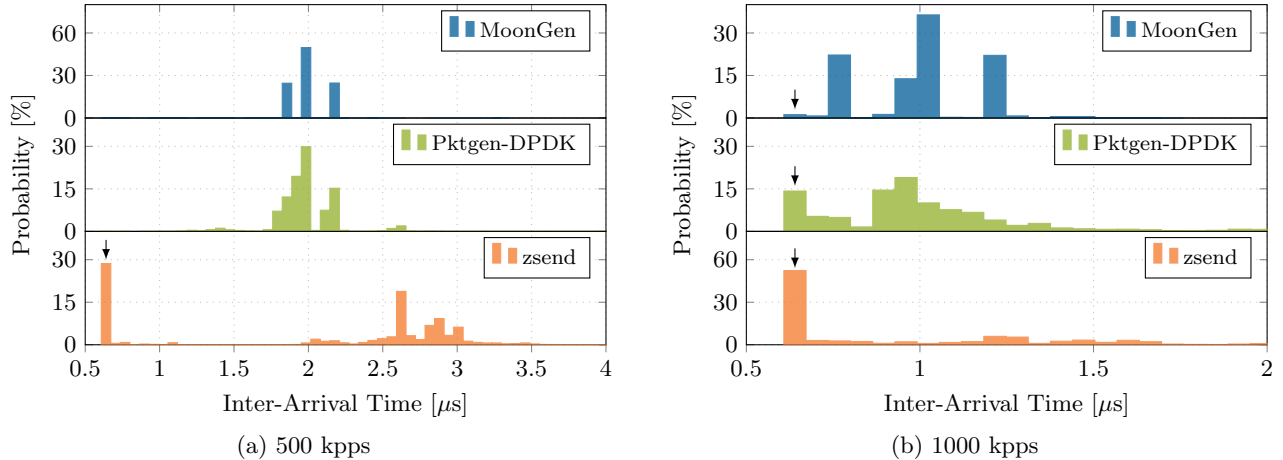 60
30
0
MoonGen
30
15
0
Pktgen-DPDK
30
15
0
zsend
0.5 1 1.5 2 2.5 3 3.5 4
Probability [%]
Inter-Arrival Time [μs]
(a) 500 kpps
30
15
0
MoonGen
30
15
0
Pktgen-DPDK
60
30
0
zsend
0.5 1 1.5 2
Probability [%]
Inter-Arrival Time [μs]
(b) 1000 kpps